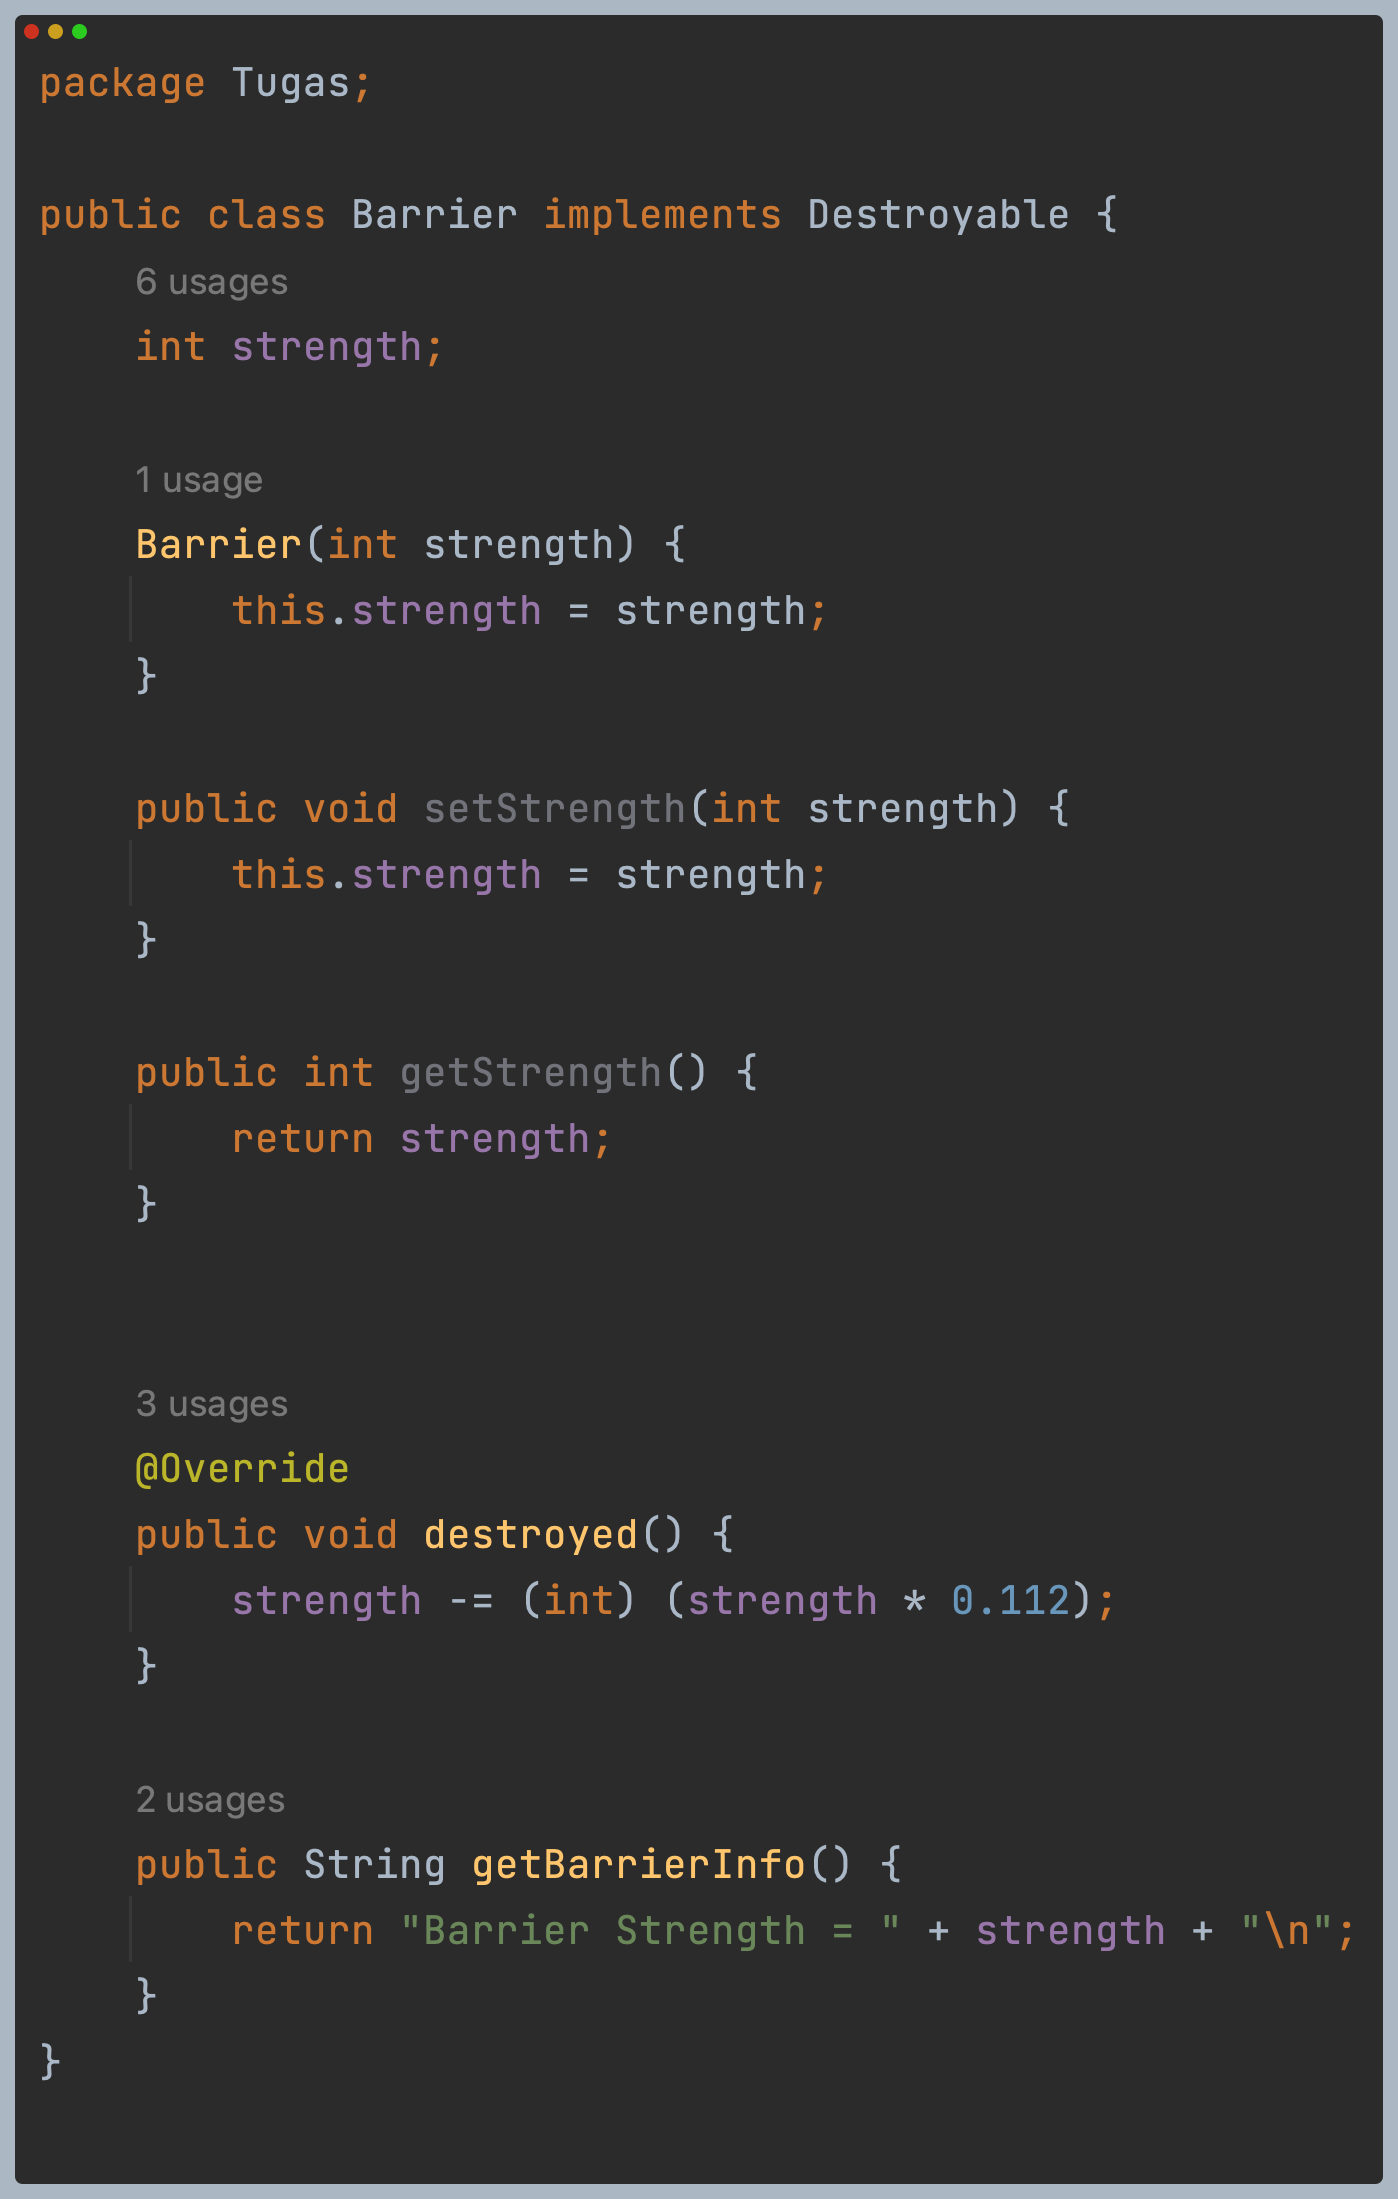 package Tugas;
public class Barrier implements Destroyable {
6 usages
int strength;
1 usage
Barrier(int strength) {
this.strength = strength;
}
public void setStrength(int strength) {
this.strength = strength;
}
public int getStrength() {
return strength;
}
3 usages
@Override
public void destroyed() {
strength -= (int) (strength * 0.112);
}
2 usages
public String getBarrierInfo() {
return "Barrier Strength = " + strength + "\n";
}
}